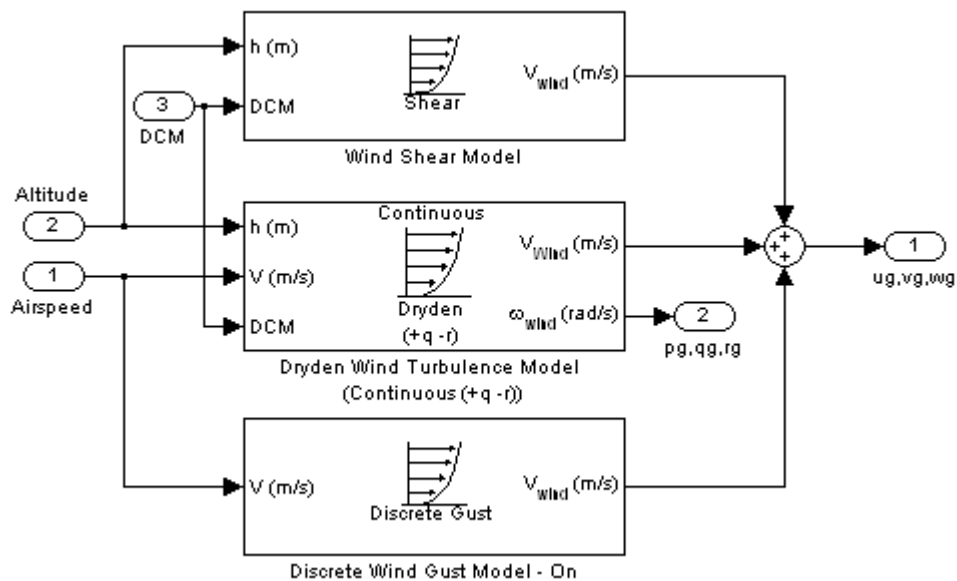 h (m)
V_wind (m/s)
Shear
3
DCM
DCM
Wind Shear Model
Altitude
2
Continuous
h (m)
V_Wind (m/s)
+
+
+
1
ug,vg,wg
1
V (m/s)
Airspeed
Dryden
DCM
(+q -r)
ω_wind (rad/s)
2
pg,qg,rg
Dryden Wind Turbulence Model
(Continuous (+q -r))
V (m/s)
V_wind (m/s)
Discrete Gust
Discrete Wind Gust Model - On